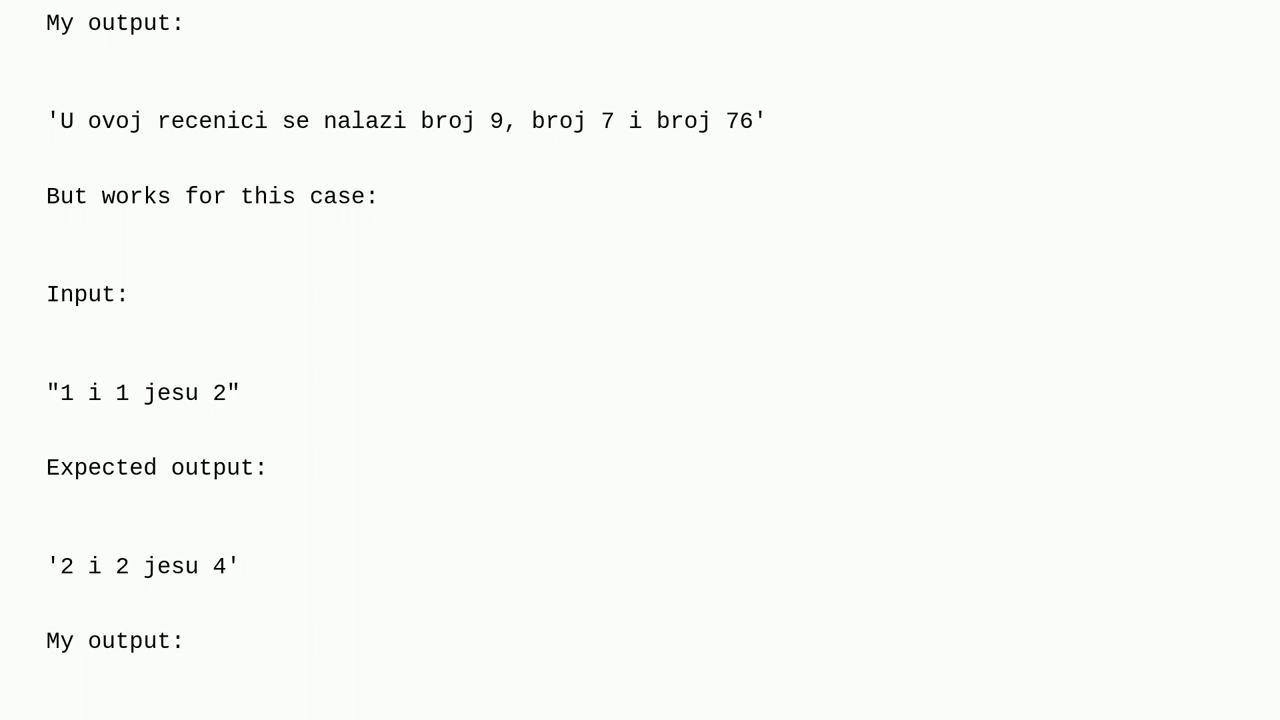 My output:
'U ovoj recenici se nalazi broj 9, broj 7 i broj 76'
But works for this case:
Input:
"1 i 1 jesu 2"
Expected output:
'2 i 2 jesu 4'
My output: